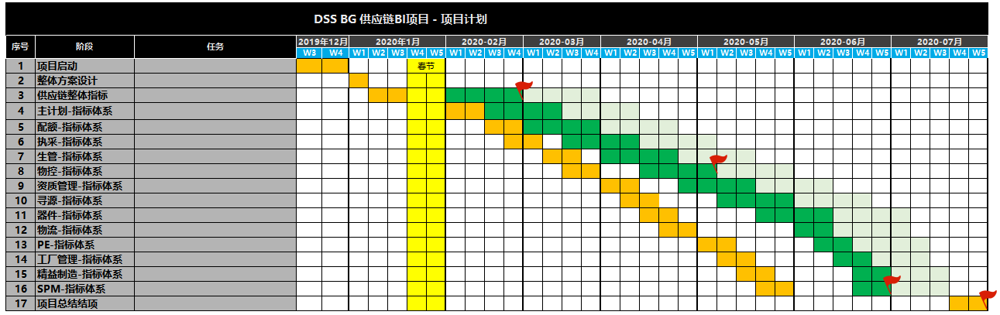 DSS BG 供应链BI项目 - 项目计划
序号 阶段 任务 2019年12月 2020年1月 2020-02月 2020-03月 2020-04月 2020-05月 2020-06月 2020-07月
W3 W4 W1 W2 W3 W4 W5 W1 W2 W3 W4 W1 W2 W3 W4 W1 W2 W3 W4 W5 W1 W2 W3 W4 W5 W1 W2 W3 W4 W5 W1 W2 W3 W4 W5
1 项目启动 春节
2 整体方案设计
3 供应链整体指标
4 主计划-指标体系
5 配额-指标体系
6 执采-指标体系
7 生管-指标体系
8 物控-指标体系
9 资质管理-指标体系
10 寻源-指标体系
11 器件-指标体系
12 物流-指标体系
13 PE-指标体系
14 工厂管理-指标体系
15 精益制造-指标体系
16 SPM-指标体系
17 项目总结结项